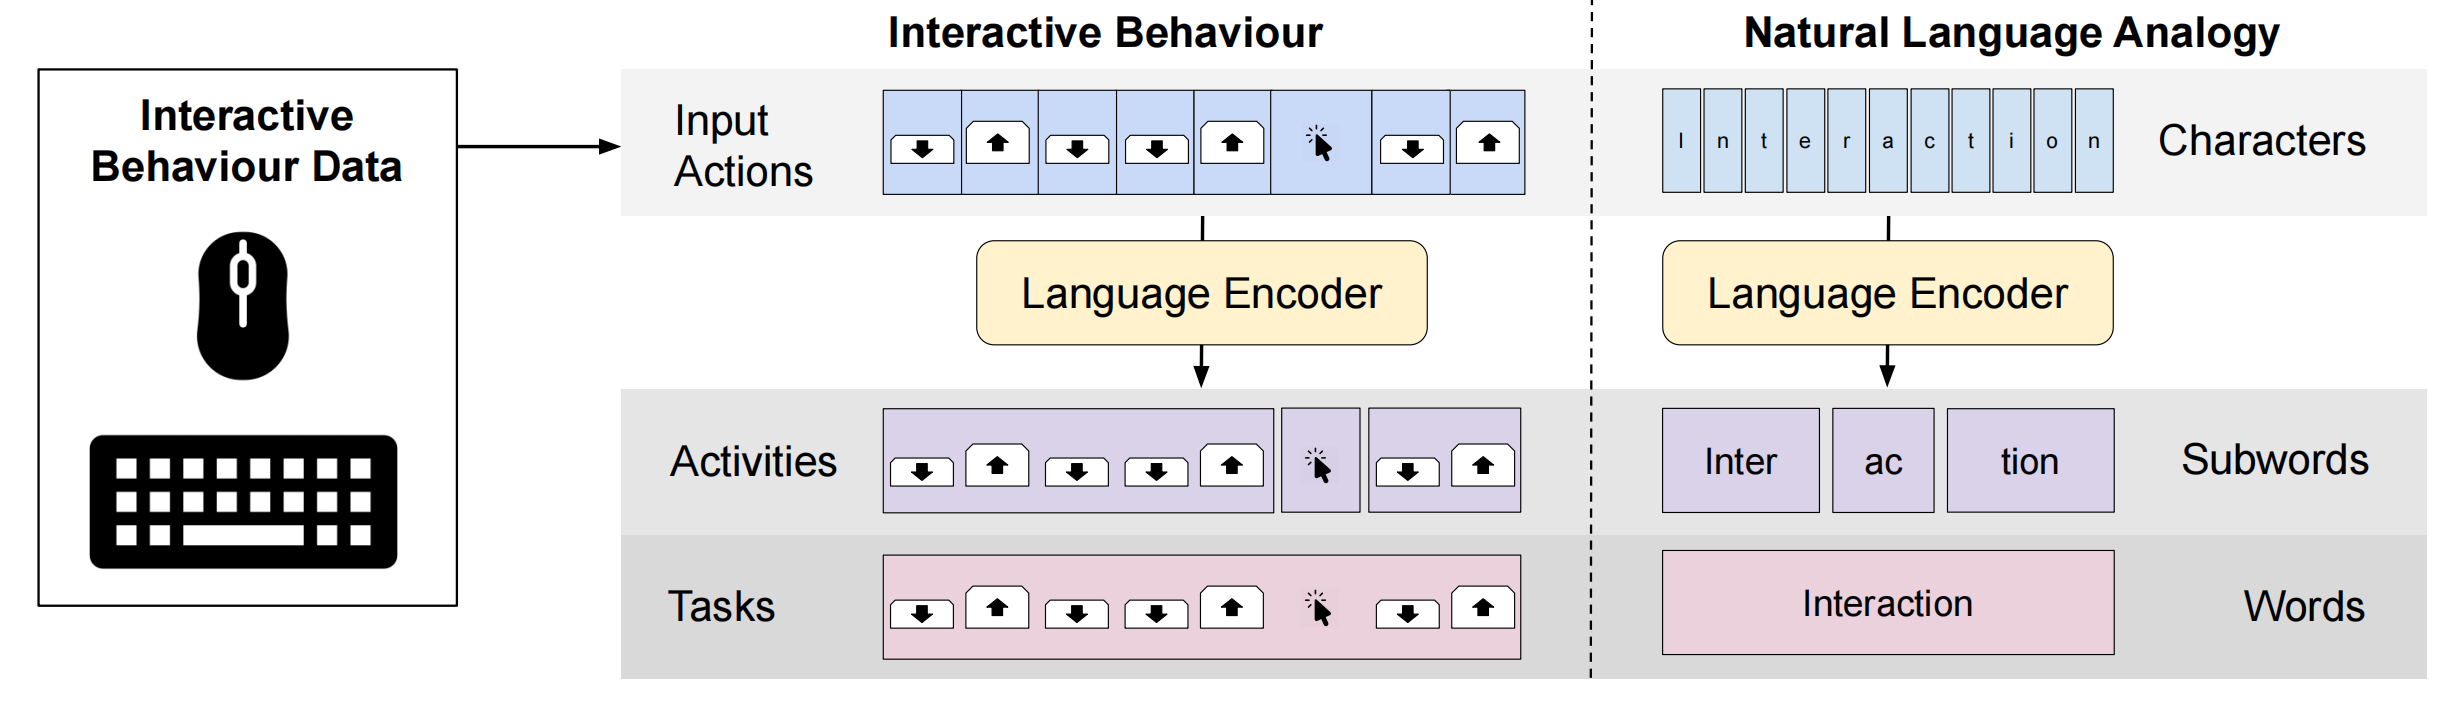 Interactive Behaviour
Natural Language Analogy
Interactive
Behaviour Data
Input
Actions
I n t e r a c t i o n
Characters
Language Encoder
Language Encoder
Activities
Inter ac tion
Subwords
Tasks
Interaction
Words